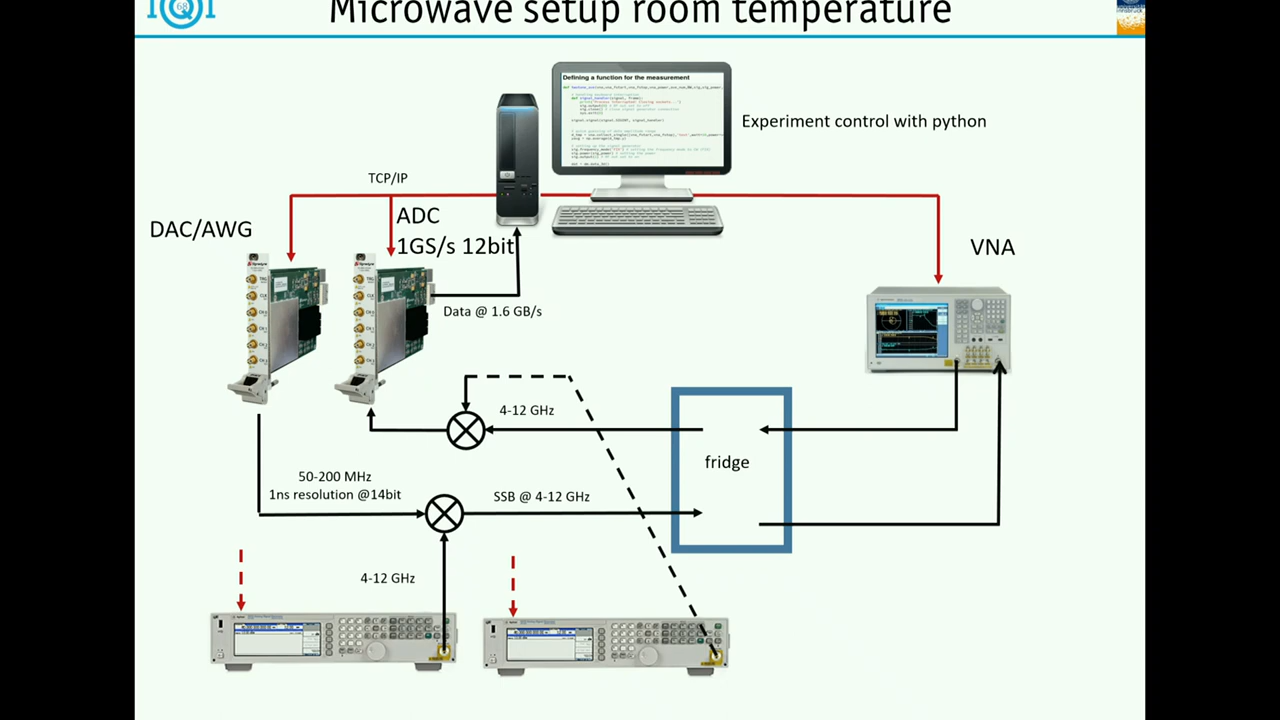 Microwave setup room temperature
Defining a function for the measurement
Experiment control with python
TCP/IP
DAC/AWG
ADC
1GS/s 12bit
VNA
Data @ 1.6 GB/s
4-12 GHz
fridge
50-200 MHz
1ns resolution @14bit
SSB @ 4-12 GHz
4-12 GHz